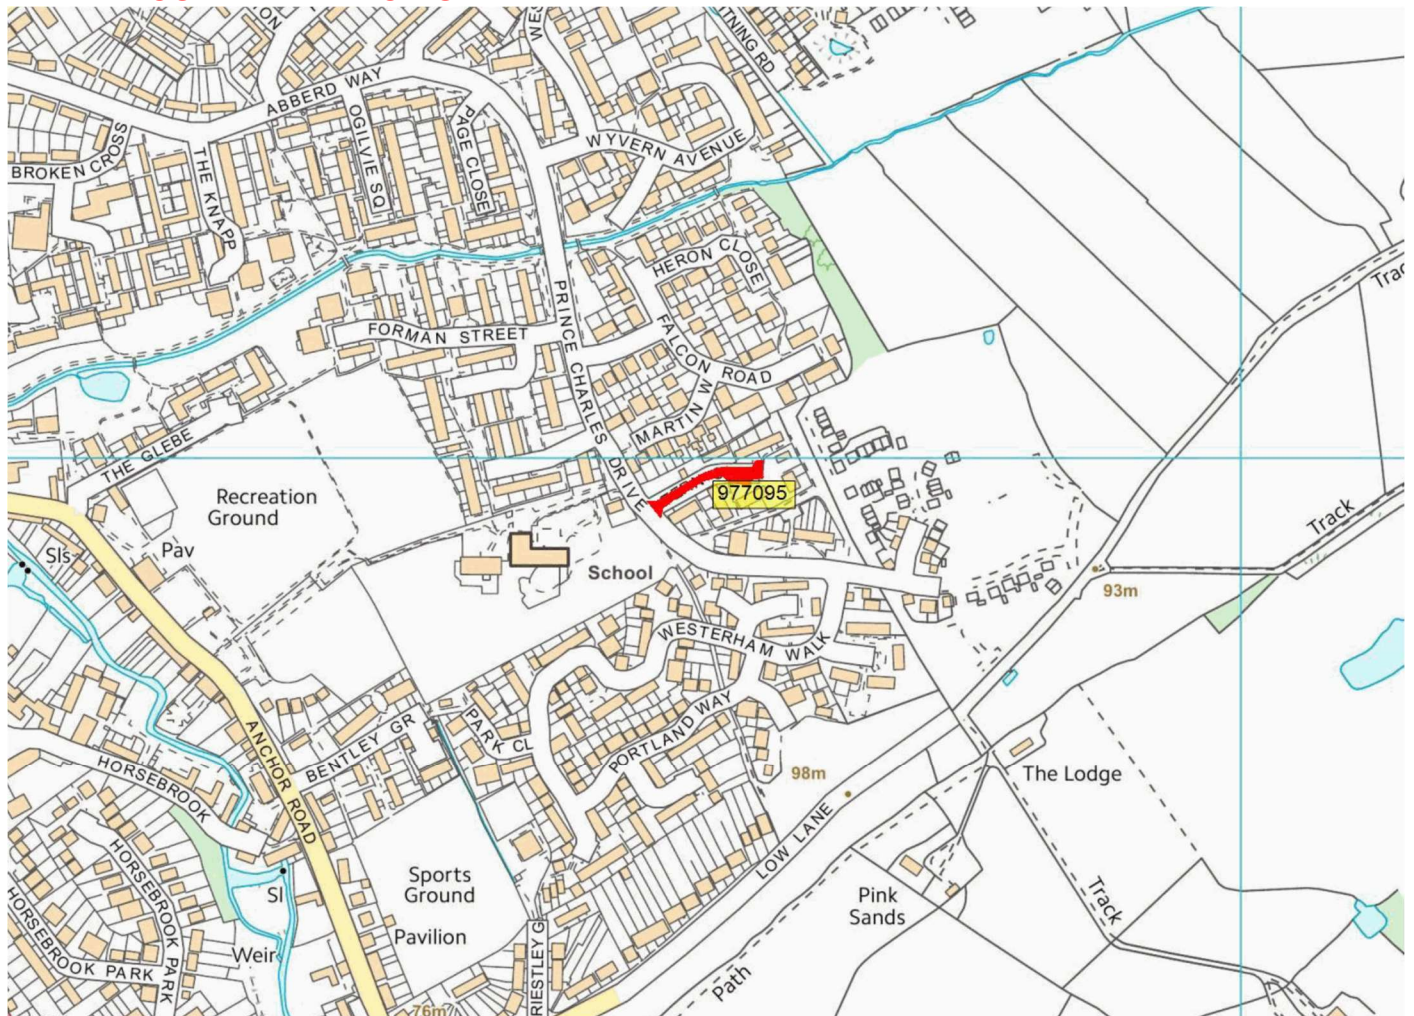 ABBERD WAY
OGILVIE SQ
PAGE CLOSE
WYVERN AVENUE
BROKEN CROSS
THE KNAPP
HERON CLOSE
PRINCE CHARLES DRIVE
FORMAN STREET
FALCON ROAD
MARTIN W
THE GLEBE
Recreation
Ground
977095
Track
Track
Sls
Pav
School
93m
WESTERHAM WALK
PORTLAND WAY
PARK CL
BENTLEY GR
ANCHOR ROAD
HORSEBROOK
98m
The Lodge
LOW LANE
HORSEBROOK PARK
HORSEBROOK PARK
Sl
Sports
Ground
Pavilion
Pink
Sands
Track
Weir
Path
RIESTLEY G
76m